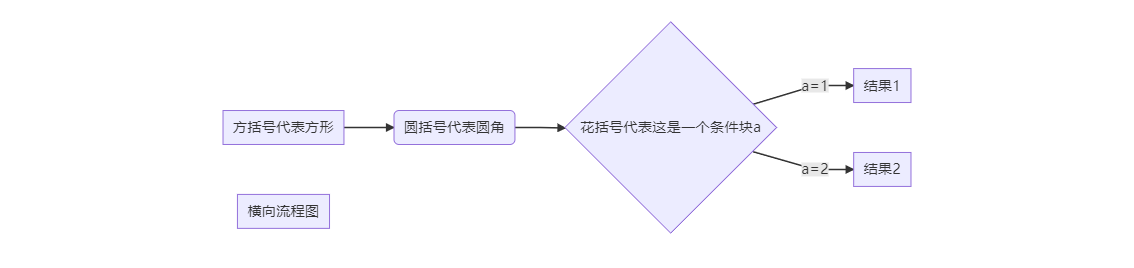 方括号代表方形
圆括号代表圆角
花括号代表这是一个条件块a
a=1
结果1
a=2
结果2
横向流程图